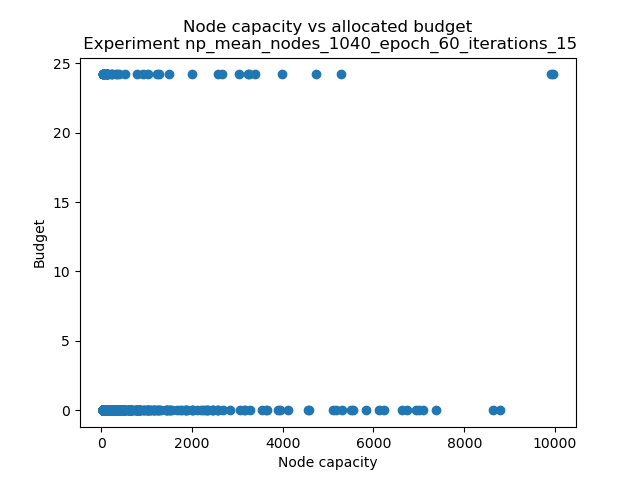 Node capacity vs allocated budget
Experiment np_mean_nodes_1040_epoch_60_iterations_15
25
20
15
10
5
0
Budget
0 2000 4000 6000 8000 10000
Node capacity